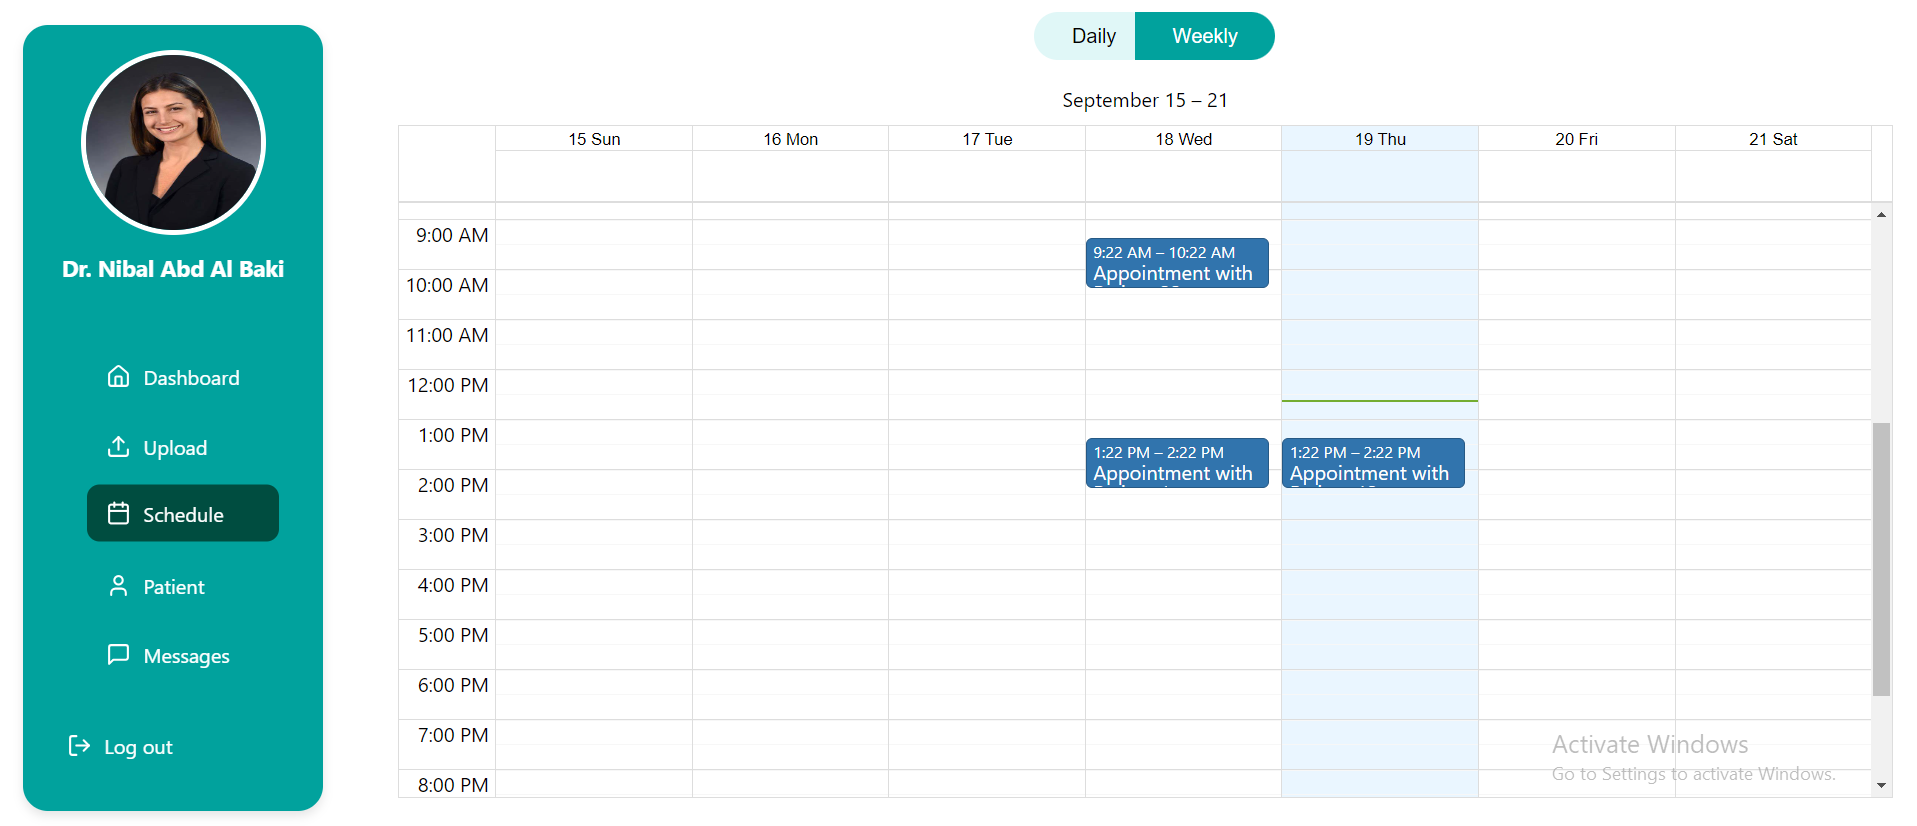 Dr. Nibal Abd Al Baki
Dashboard
Upload
Schedule
Patient
Messages
Log out
Daily
Weekly
September 15 – 21
15 Sun
16 Mon
17 Tue
18 Wed
19 Thu
20 Fri
21 Sat
9:00 AM
10:00 AM
11:00 AM
12:00 PM
1:00 PM
2:00 PM
3:00 PM
4:00 PM
5:00 PM
6:00 PM
7:00 PM
8:00 PM
9:22 AM – 10:22 AM
Appointment with
1:22 PM – 2:22 PM
Appointment with
1:22 PM – 2:22 PM
Appointment with
Activate Windows
Go to Settings to activate Windows.